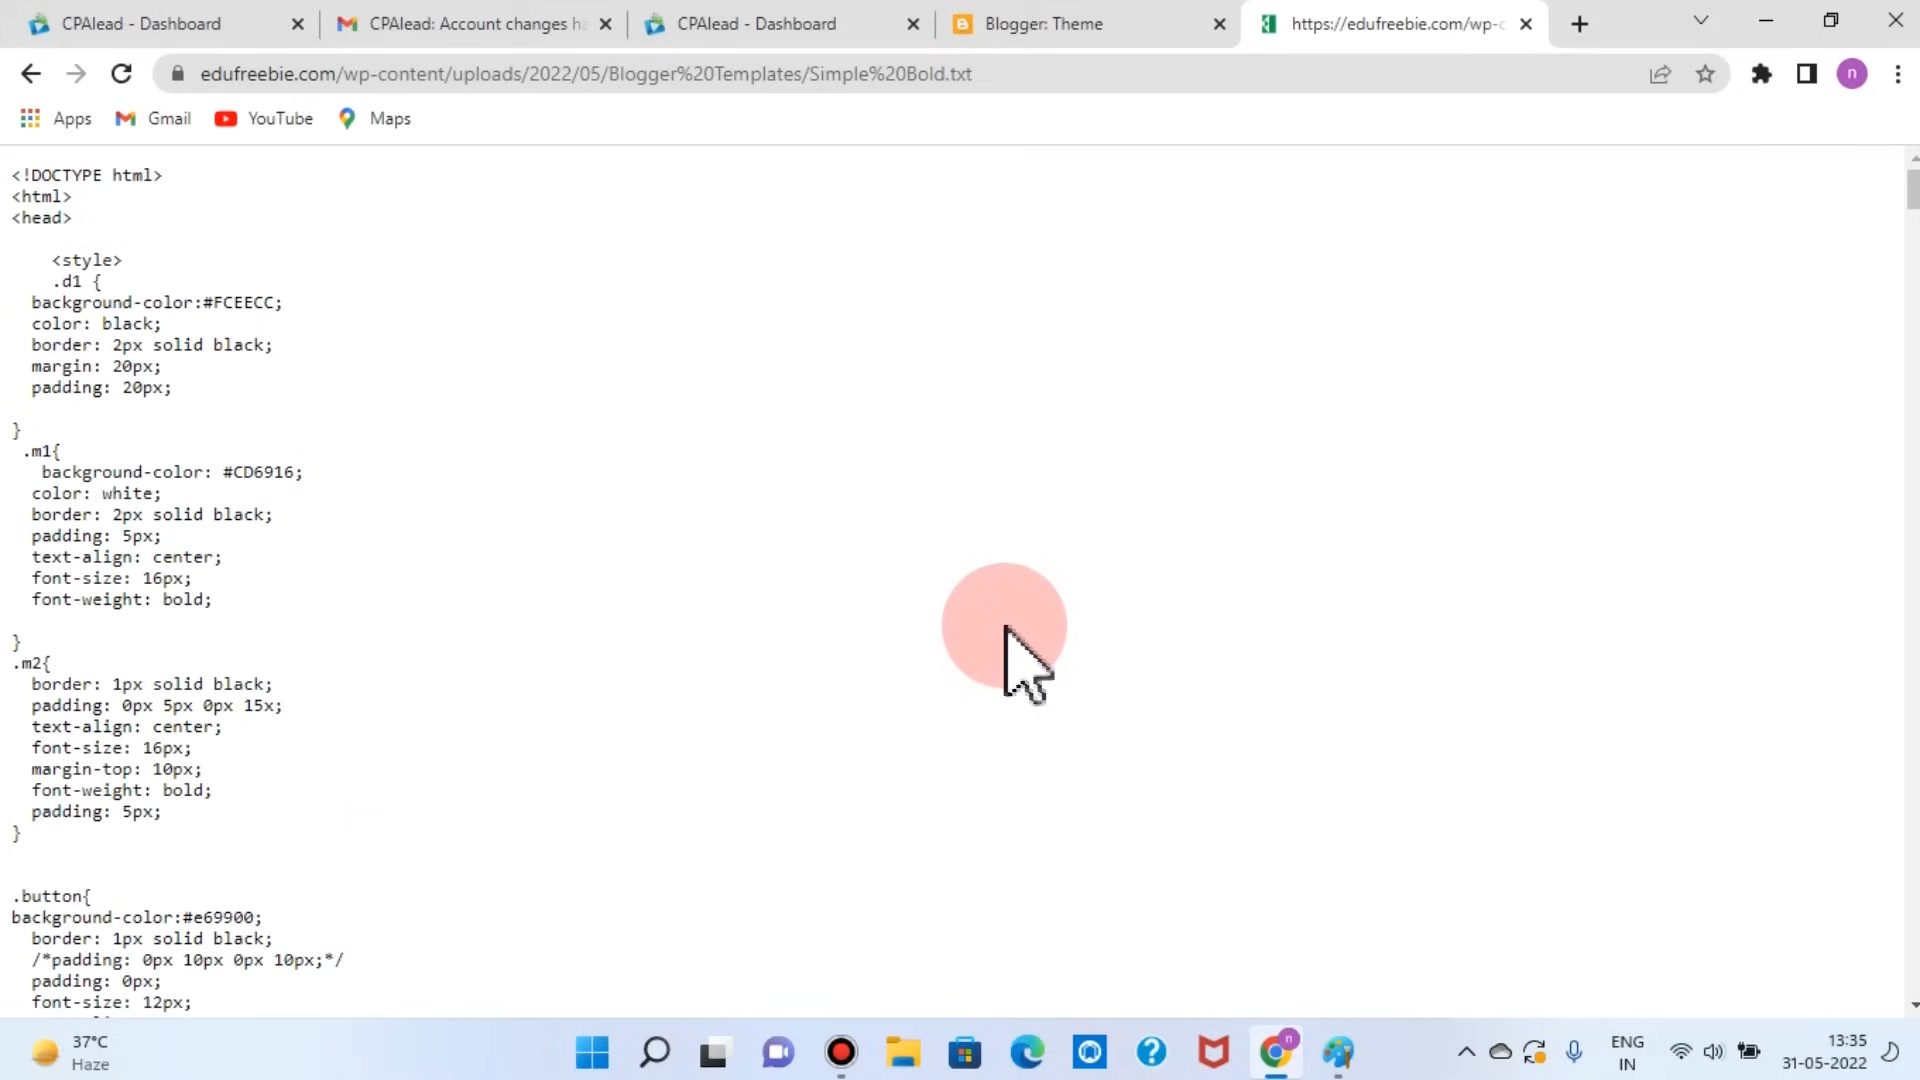 CPAlead - Dashboard
CPAlead: Account changes ha
CPAlead - Dashboard
Blogger: Theme
https://edufreebie.com/wp-c
edufreebie.com/wp-content/uploads/2022/05/Blogger%20Templates/Simple%20Bold.txt
n
Apps
Gmail
YouTube
Maps
<!DOCTYPE html>
<html>
<head>
<style>
.d1 {
background-color:#FCEECC;
color: black;
border: 2px solid black;
margin: 20px;
padding: 20px;
}
.m1{
background-color: #CD6916;
color: white;
border: 2px solid black;
padding: 5px;
text-align: center;
font-size: 16px;
font-weight: bold;
}
.m2{
border: 1px solid black;
padding: 0px 5px 0px 15x;
text-align: center;
font-size: 16px;
margin-top: 10px;
font-weight: bold;
padding: 5px;
}
.button{
background-color:#e69900;
border: 1px solid black;
/*padding: 0px 10px 0px 10px;*/
padding: 0px;
font-size: 12px;
37°C
Haze
n
ENG
IN
13:35
31-05-2022